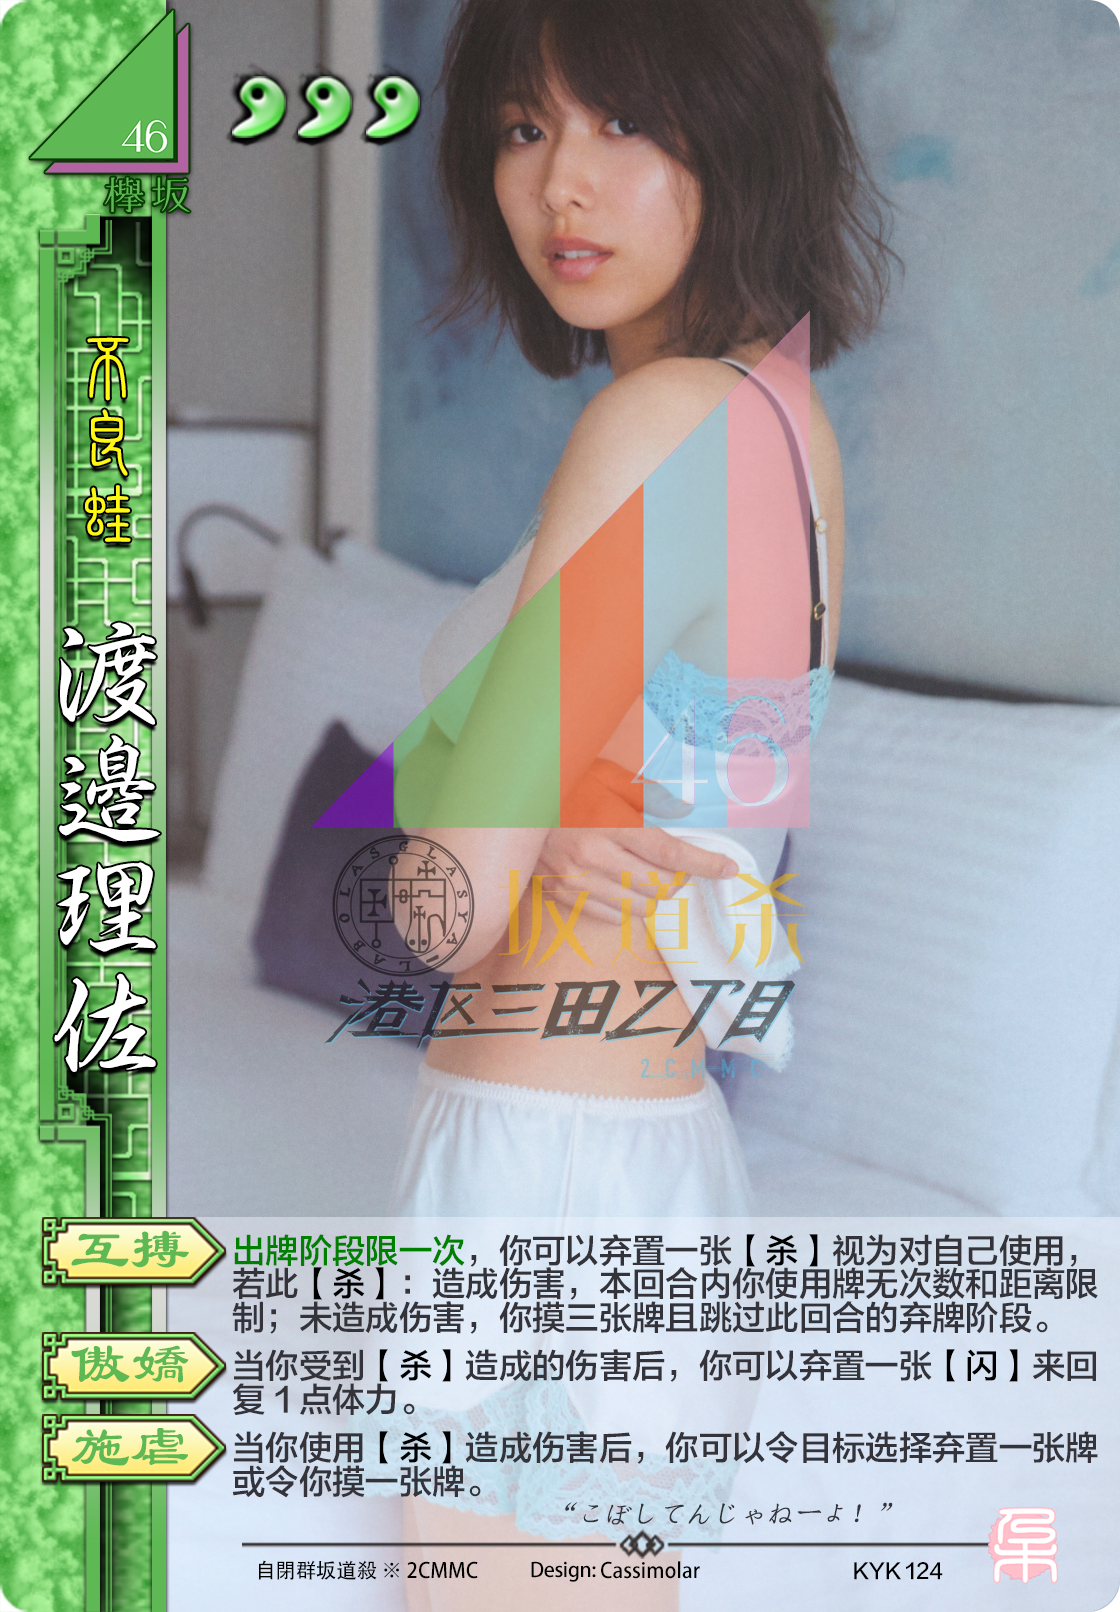 46
欅坂
不良蛙
渡邉理佐
46
坂道杀
港区三田乙丁目
2CMMC
互搏
出牌阶段限一次，你可以弃置一张【杀】视为对自己使用，
若此【杀】：造成伤害，本回合内你使用牌无次数和距离限
制；未造成伤害，你摸三张牌且跳过此回合的弃牌阶段。
傲嬌
当你受到【杀】造成的伤害后，你可以弃置一张【闪】来回
复1点体力。
施虐
当你使用【杀】造成伤害后，你可以令目标选择弃置一张牌
或令你摸一张牌。
“こぼしてんじゃねーよ！”
自閉群坂道殺 ※ 2CMMC
Design: Cassimolar
KYK 124